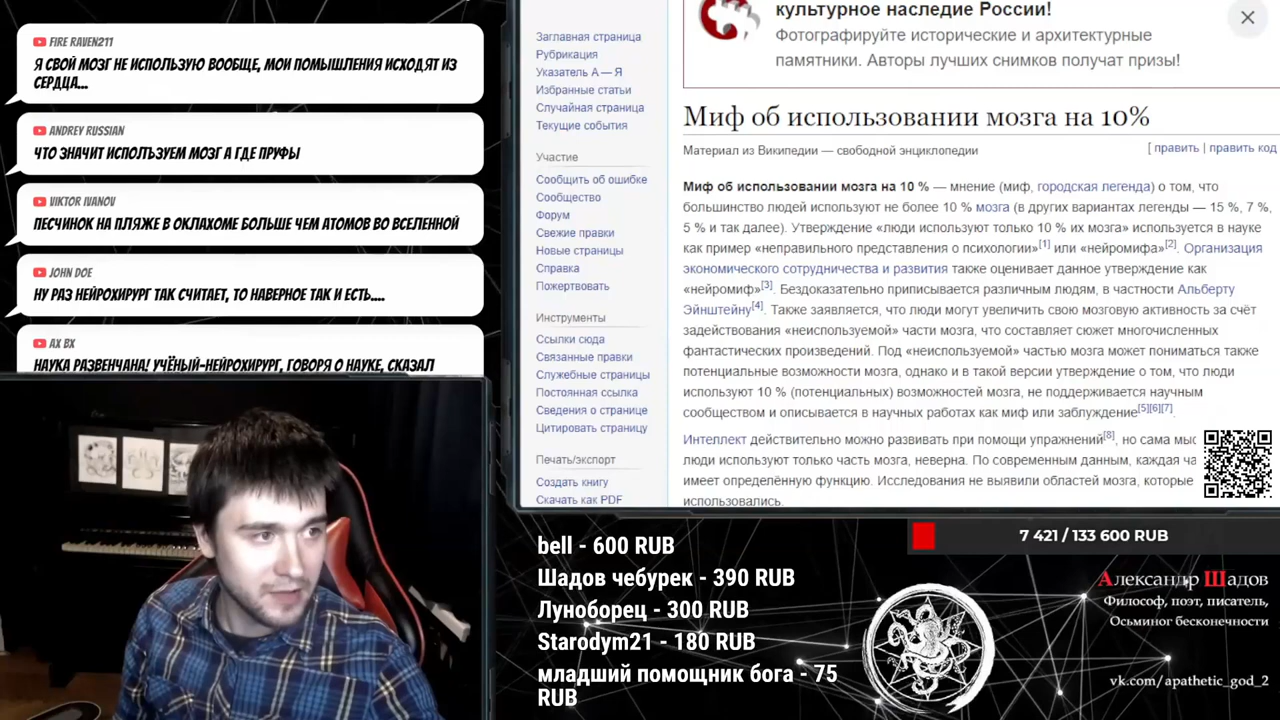 FIRE RAVEN211
Я СВОЙ МОЗГ НЕ ИСПОЛЬЗУЮ ВООБЩЕ, МОИ ПОМЫШЛЕНИЯ ИСХОДЯТ ИЗ
СЕРДЦА...
ANDREY RUSSIAN
ЧТО ЗНАЧИТ ИСПОЛЪЗУЕМ МОЗГ А ГДЕ ПРУФЫ
VIKTOR IVANOV
ПЕСЧИНОК НА ПЛЯЖЕ В ОКЛАХОМЕ БОЛЬШЕ ЧЕМ АТОМОВ ВО ВСЕЛЕННОЙ
JOHN DOE
НУ РАЗ НЕЙРОХИРУРГ ТАК СЧИТАЕТ, ТО НАВЕРНОЕ ТАК И ЕСТЬ....
AX BX
НАУКА РАЗВЕНЧАНА! УЧЁНЫЙ-НЕЙРОХИРУРГ, ГОВОРЯ О НАУКЕ, СКАЗАЛ
Заглавная страница
Рубрикация
Указатель А — Я
Избранные статьи
Случайная страница
Текущие события
Участие
Сообщить об ошибке
Сообщество
Форум
Свежие правки
Новые страницы
Справка
Пожертвовать
Инструменты
Ссылки сюда
Связанные правки
Служебные страницы
Постоянная ссылка
Сведения о странице
Цитировать страницу
Печать/экспорт
Создать книгу
Скачать как PDF
культурное наследие России!
Фотографируйте исторические и архитектурные
памятники. Авторы лучших снимков получат призы!
Миф об использовании мозга на 10%
Материал из Википедии — свободной энциклопедии
[ править | править код
Миф об использовании мозга на 10 % — мнение (миф, городская легенда) о том, что
большинство людей используют не более 10 % мозга (в других вариантах легенды — 15 %, 7 %,
5 % и так далее). Утверждение «люди используют только 10 % их мозга» используется в науке
как пример «неправильного представления о психологии»[1] или «нейромифа»[2]. Организация
экономического сотрудничества и развития также оценивает данное утверждение как
«нейромиф»[3]. Бездоказательно приписывается различным людям, в частности Альберту
Эйнштейну[4]. Также заявляется, что люди могут увеличить свою мозговую активность за счёт
задействования «неиспользуемой» части мозга, что составляет сюжет многочисленных
фантастических произведений. Под «неиспользуемой» частью мозга может пониматься также
потенциальные возможности мозга, однако и в такой версии утверждение о том, что люди
используют 10 % (потенциальных) возможностей мозга, не поддерживается научным
сообществом и описывается в научных работах как миф или заблуждение[5][6][7].
Интеллект действительно можно развивать при помощи упражнений[8], но сама мыс
люди используют только часть мозга, неверна. По современным данным, каждая ча
имеет определённую функцию. Исследования не выявили областей мозга, которые
использовались
bell - 600 RUB
Шадов чебурек - 390 RUB
Луноборец - 300 RUB
Starodym21 - 180 RUB
младший помощник бога - 75
RUB
7 421 / 133 600 RUB
Александр Шадов
Философ, поэт, писатель,
Осьминог бесконечности
vk.com/apathetic_god_2